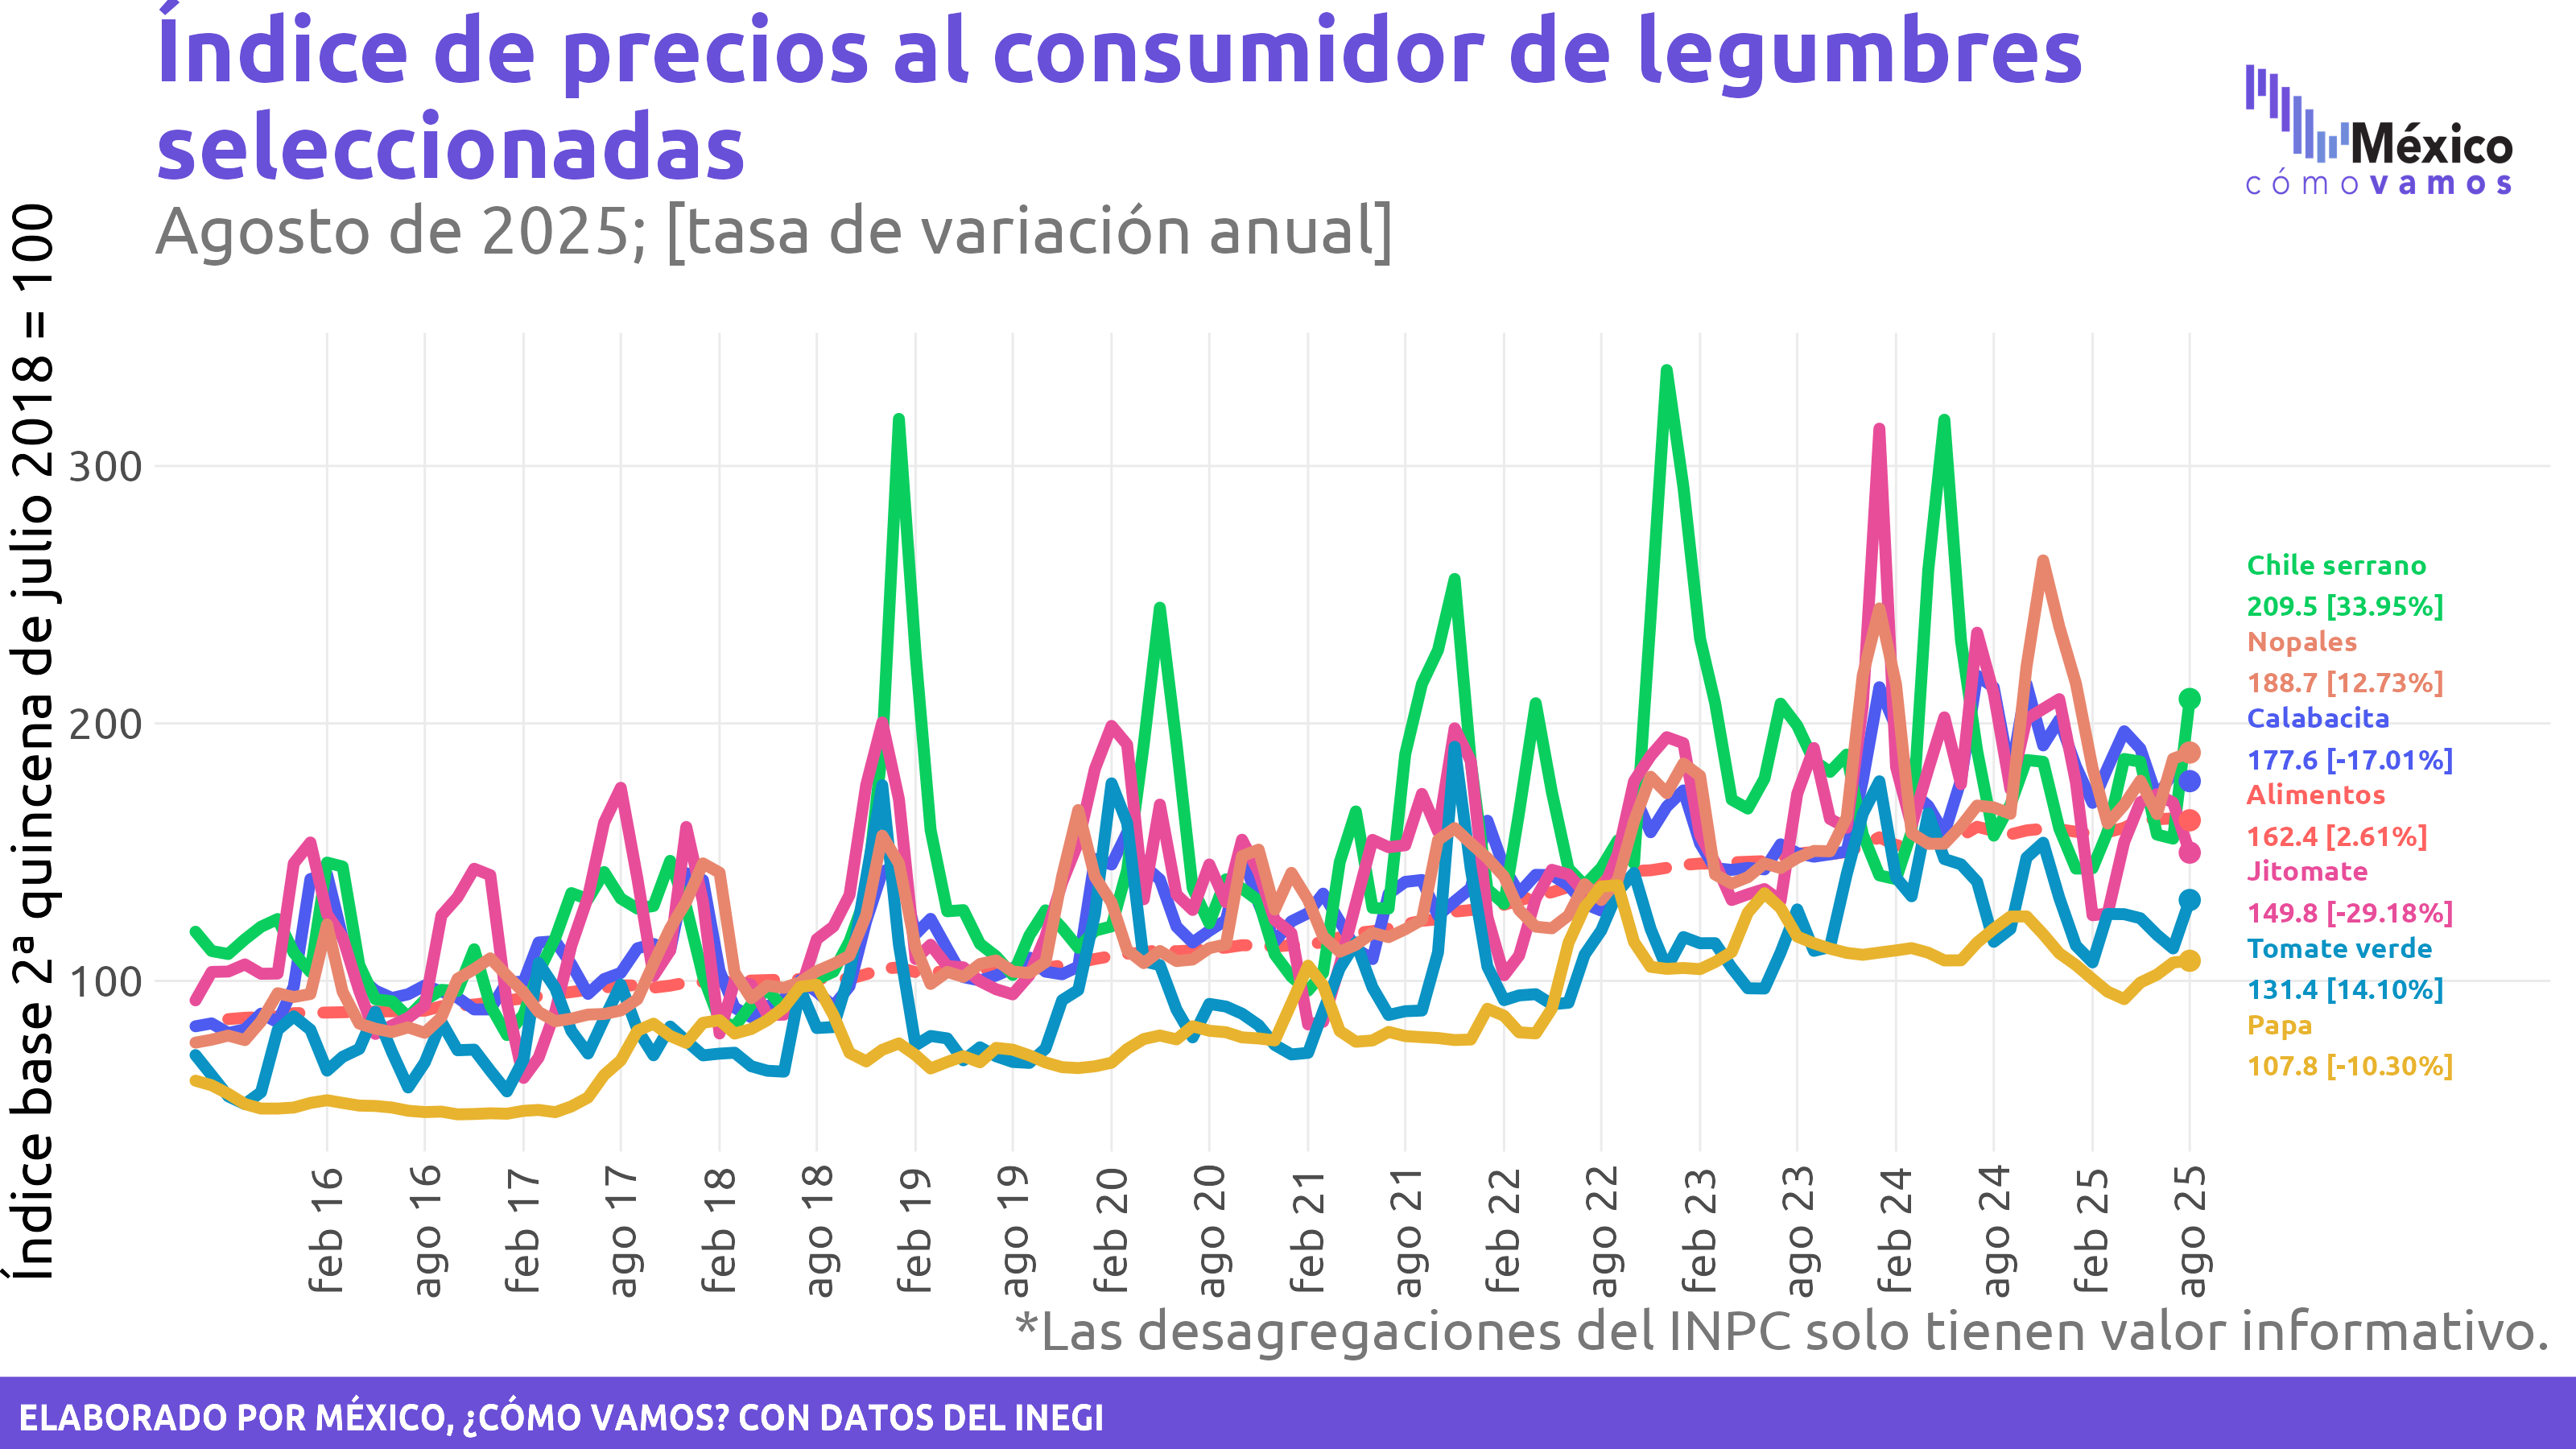 Índice de precios al consumidor de legumbres
seleccionadas
Agosto de 2025; [tasa de variación anual]
México
cómovamos
Índice base 2ª quincena de julio 2018 = 100
300
200
100
Chile serrano
209.5 [33.95%]
Nopales
188.7 [12.73%]
Calabacita
177.6 [-17.01%]
Alimentos
162.4 [2.61%]
Jitomate
149.8 [-29.18%]
Tomate verde
131.4 [14.10%]
Papa
107.8 [-10.30%]
feb 16
ago 16
feb 17
ago 17
feb 18
ago 18
feb 19
ago 19
feb 20
ago 20
feb 21
ago 21
feb 22
ago 22
feb 23
ago 23
feb 24
ago 24
feb 25
ago 25
*Las desagregaciones del INPC solo tienen valor informativo.
ELABORADO POR MÉXICO, ¿CÓMO VAMOS? CON DATOS DEL INEGI